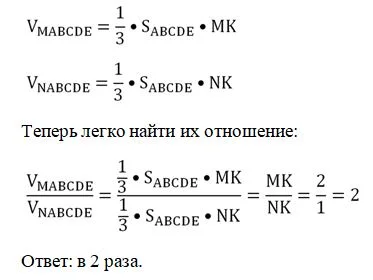 V_MABCDE = 1/3 • S_ABCDE • MK
V_NABCDE = 1/3 • S_ABCDE • NK
Теперь легко найти их отношение:
V_MABCDE / V_NABCDE = (1/3 • S_ABCDE • MK) / (1/3 • S_ABCDE • NK) = MK/NK = 2/1 = 2
Ответ: в 2 раза.